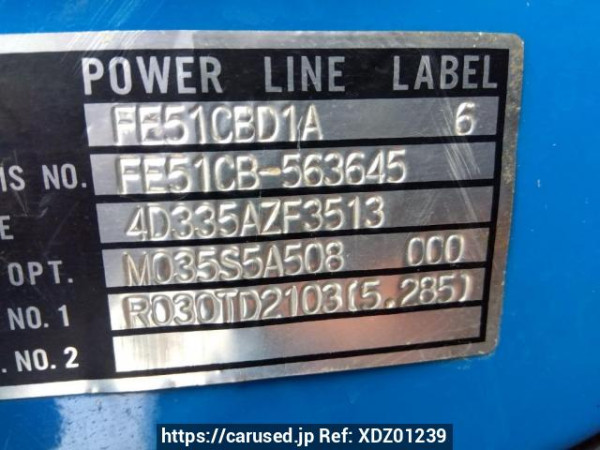 POWER LINE LABEL
FE51CBD1A 6
IS NO. FE51CB-563645
E 4D335AZF3513
OPT. M035S5A508 000
NO. 1 R030TD2103(5.285)
. NO. 2
https://carused.jp Ref: XDZ01239